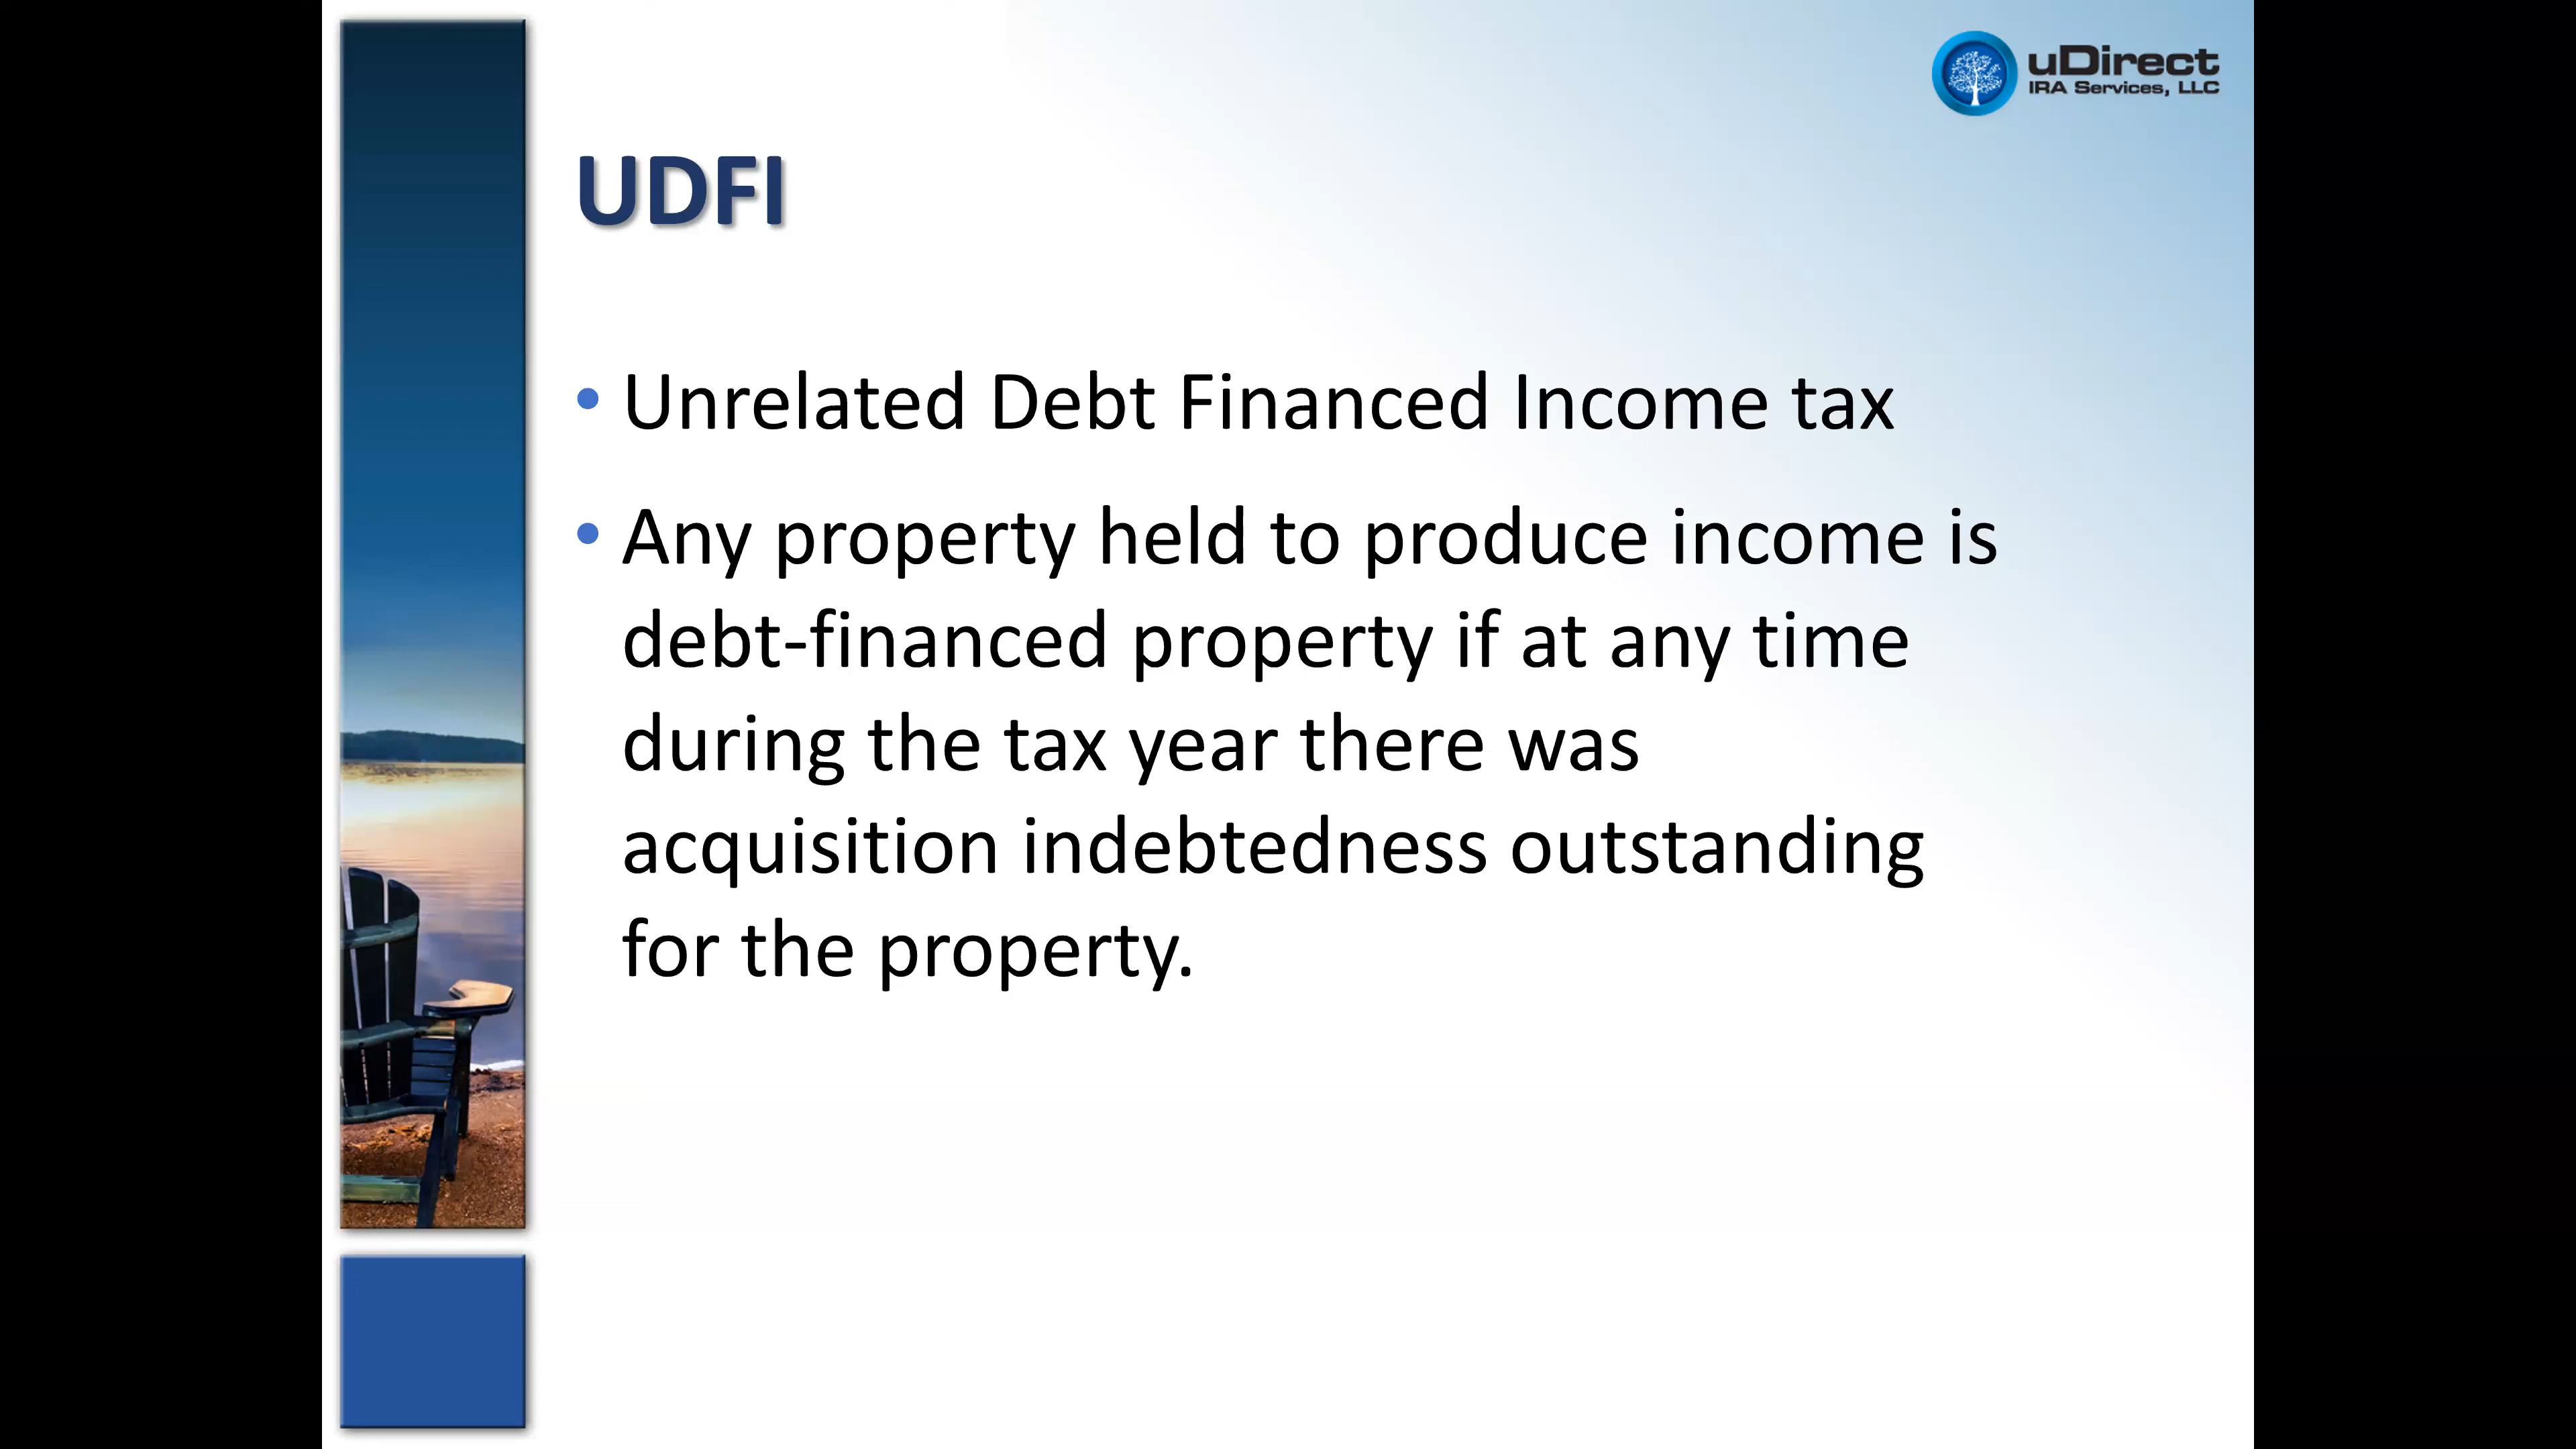 uDirect
IRA Services, LLC
UDFI
• Unrelated Debt Financed Income tax
• Any property held to produce income is
debt-financed property if at any time
during the tax year there was
acquisition indebtedness outstanding
for the property.